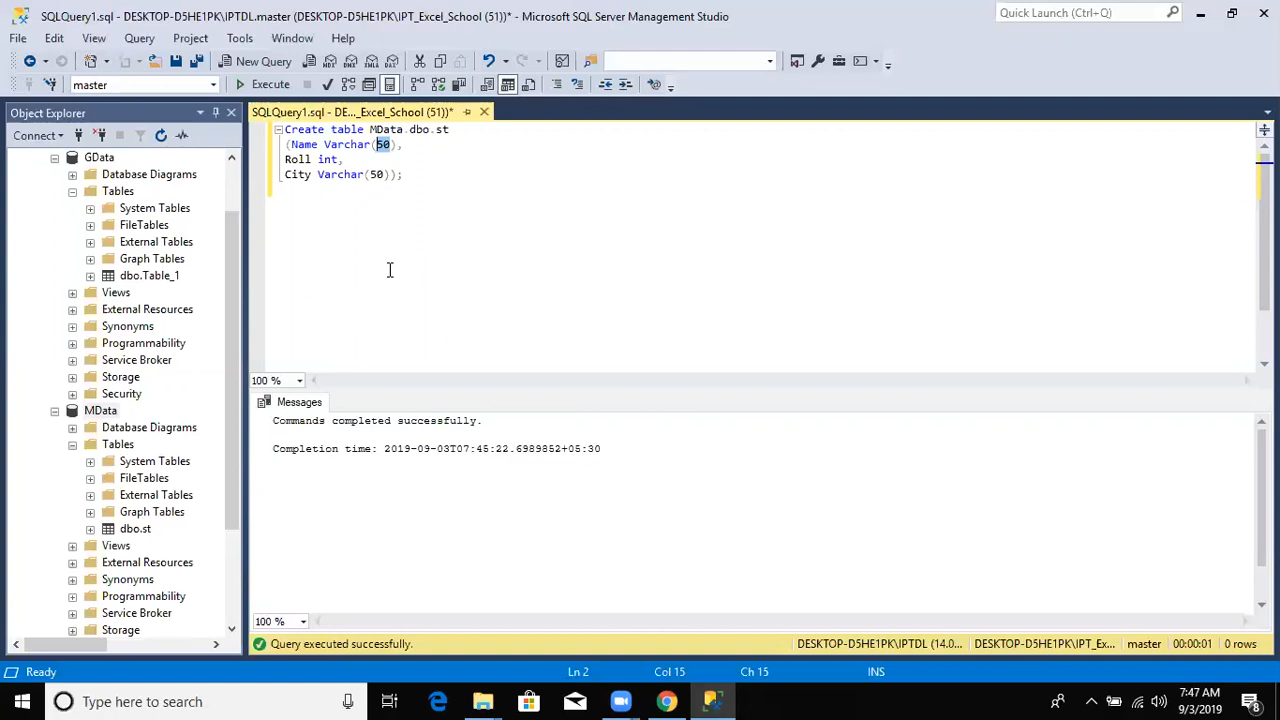 SQLQuery1.sql - DESKTOP-D5HE1PK\IPTDL.master (DESKTOP-D5HE1PK\IPT_Excel_School (51))* - Microsoft SQL Server Management Studio
Quick Launch (Ctrl+Q)
File Edit View Query Project Tools Window Help
New Query
master
Execute
Object Explorer
SQLQuery1.sql - DE..._Excel_School (51))*
Connect
Create table MData.dbo.st
(Name Varchar(50),
Roll int,
City Varchar(50));
GData
Database Diagrams
Tables
System Tables
FileTables
External Tables
Graph Tables
dbo.Table_1
Views
External Resources
Synonyms
Programmability
Service Broker
Storage
Security
MData
Database Diagrams
Tables
System Tables
FileTables
External Tables
Graph Tables
dbo.st
Views
External Resources
Synonyms
Programmability
Service Broker
Storage
100 %
Messages
Commands completed successfully.
Completion time: 2019-09-03T07:45:22.6989852+05:30
100 %
Query executed successfully.
DESKTOP-D5HE1PK\IPTDL (14.0... DESKTOP-D5HE1PK\IPT_Ex... master 00:00:01 0 rows
Ready
Ln 2 Col 15 Ch 15 INS
Type here to search
7:47 AM
9/3/2019
8